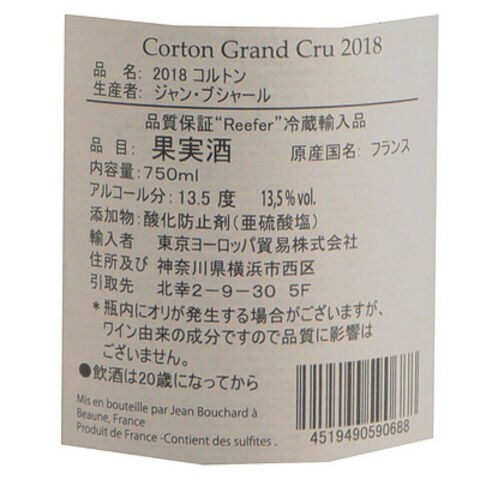 Corton Grand Cru 2018
品 名: 2018 コルトン
生産者: ジャン・ブシャール
品質保証"Reefer"冷蔵輸入品
品 目: 果実酒 原産国名: フランス
内容量:750ml
アルコール分:13.5 度 13,5% vol.
添加物:酸化防止剤(亜硫酸塩)
輸入者 東京ヨーロッパ貿易株式会社
住所及び 神奈川県横浜市西区
引取先 北幸2-9-30 5F
*瓶内にオリが発生する場合がございますが、
ワイン由来の成分ですので品質に影響は
ございません。
●飲酒は20歳になってから
Mis en bouteille par Jean Bouchard à
Beaune, France
Produit de France -Contient des sulfites .
4519490590688